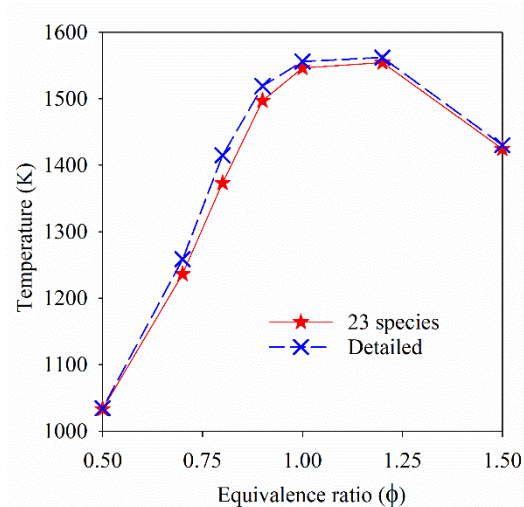 1600
1500
1400
1300
1200
1100
1000
Temperature (K)
23 species
Detailed
0.50 0.75 1.00 1.25 1.50
Equivalence ratio (ϕ)